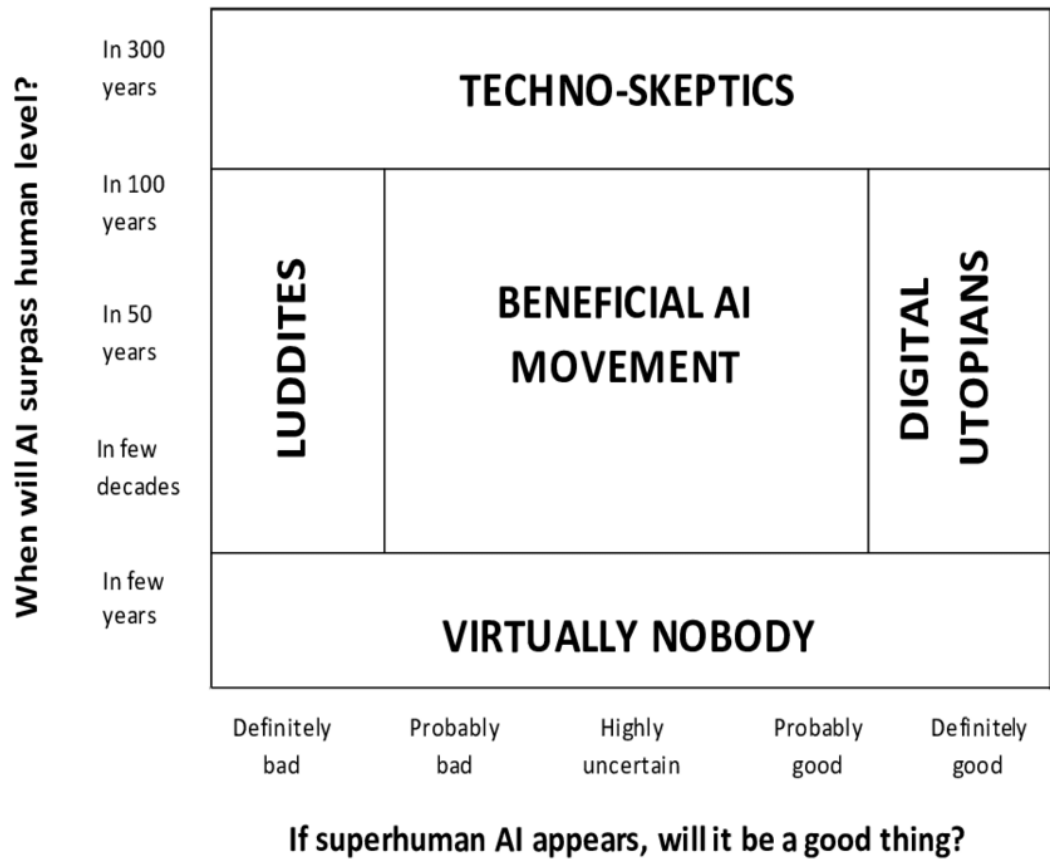 When will AI surpass human level?
In 300
years
TECHNO-SKEPTICS
In 100
years
In 50
years
In few
decades
LUDDITES
BENEFICIAL AI
MOVEMENT
DIGITAL
UTOPIANS
In few
years
VIRTUALLY NOBODY
Definitely
bad
Probably
bad
Highly
uncertain
Probably
good
Definitely
good
If superhuman AI appears, will it be a good thing?